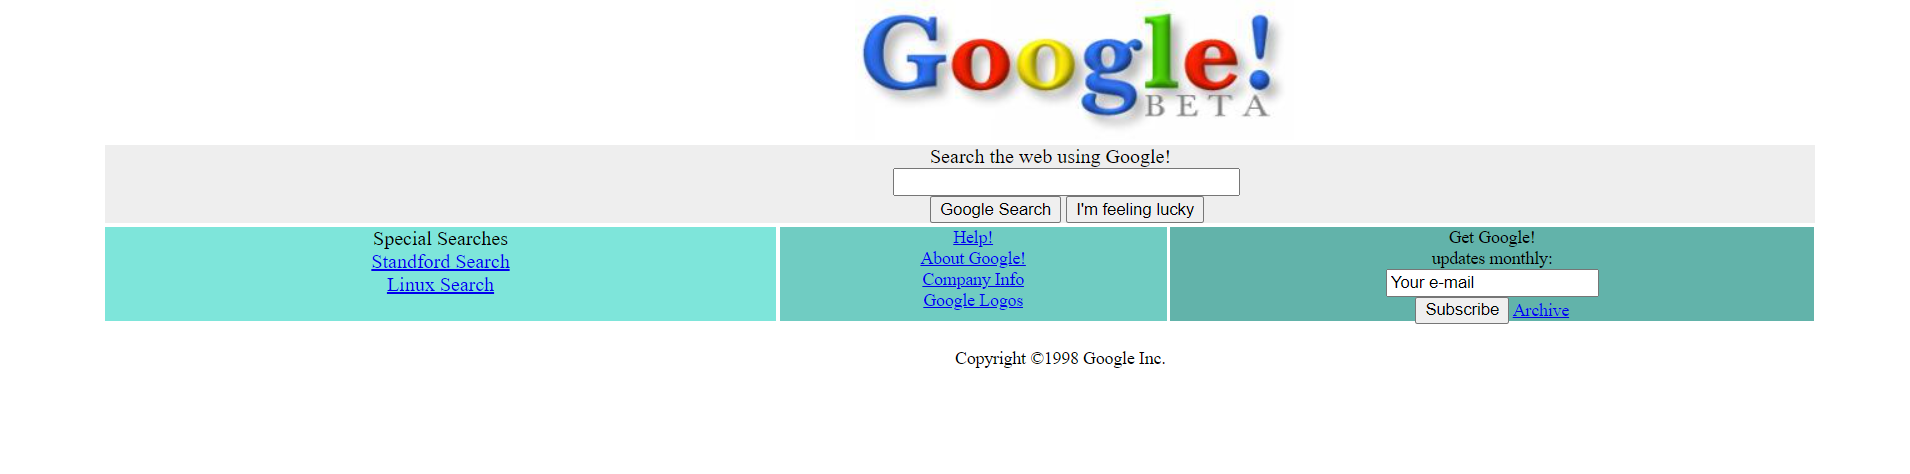 Google!
BETA
Search the web using Google!
Google Search I'm feeling lucky
Special Searches
Standford Search
Linux Search
Help!
About Google!
Company Info
Google Logos
Get Google!
updates monthly:
Your e-mail
Subscribe Archive
Copyright ©1998 Google Inc.